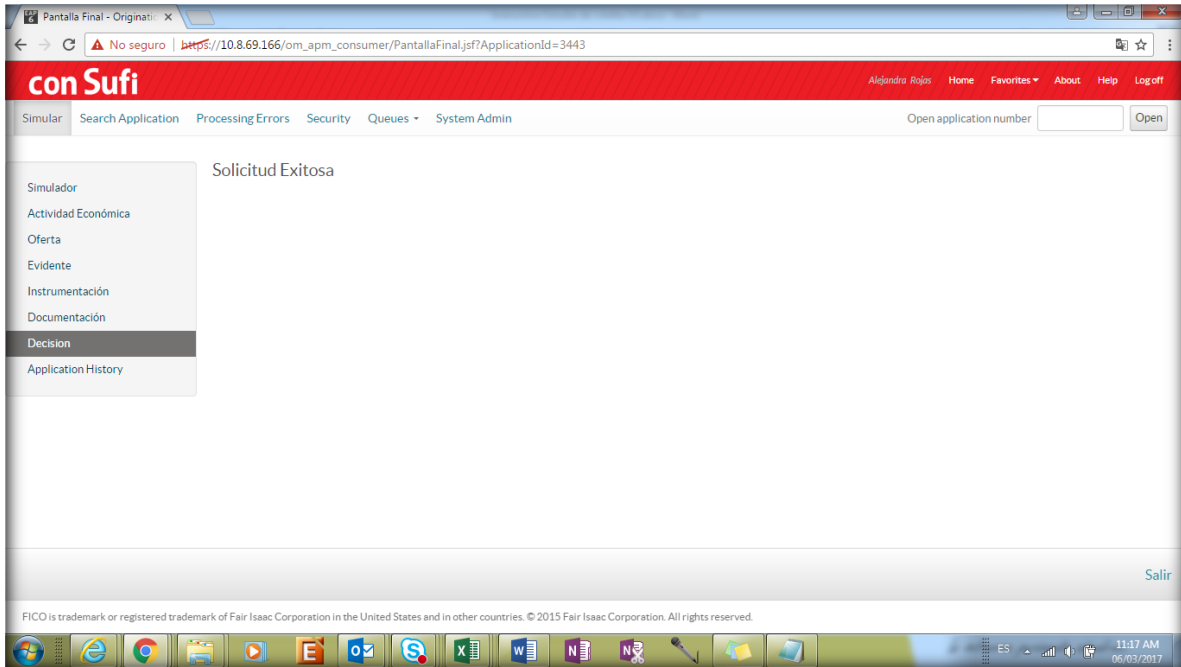 Pantalla Final - Originatio
No seguro https://10.8.69.166/om_apm_consumer/PantallaFinal.jsf?ApplicationId=3443
con Sufi
Alejandra Rojas Home Favorites About Help Log off
Simular Search Application Processing Errors Security Queues System Admin Open application number Open
Solicitud Exitosa
Simulador
Actividad Económica
Oferta
Evidente
Instrumentación
Documentación
Decision
Application History
Salir
FICO is trademark or registered trademark of Fair Isaac Corporation in the United States and in other countries. © 2015 Fair Isaac Corporation. All rights reserved.
ES 11:17 AM
06/03/2017